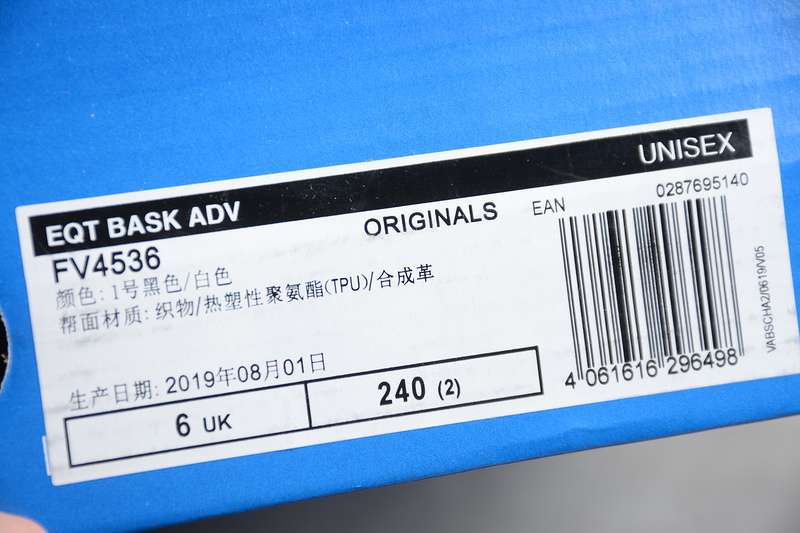 EQT BASK ADV UNISEX
FV4536 ORIGINALS EAN 0287695140
颜色: 1号黑色/白色
帮面材质: 织物/热塑性聚氨酯(TPU)/合成革
生产日期: 2019年08月01日
6 UK 240 (2)
4 061616 296498
VABSCHA2/0619/V05